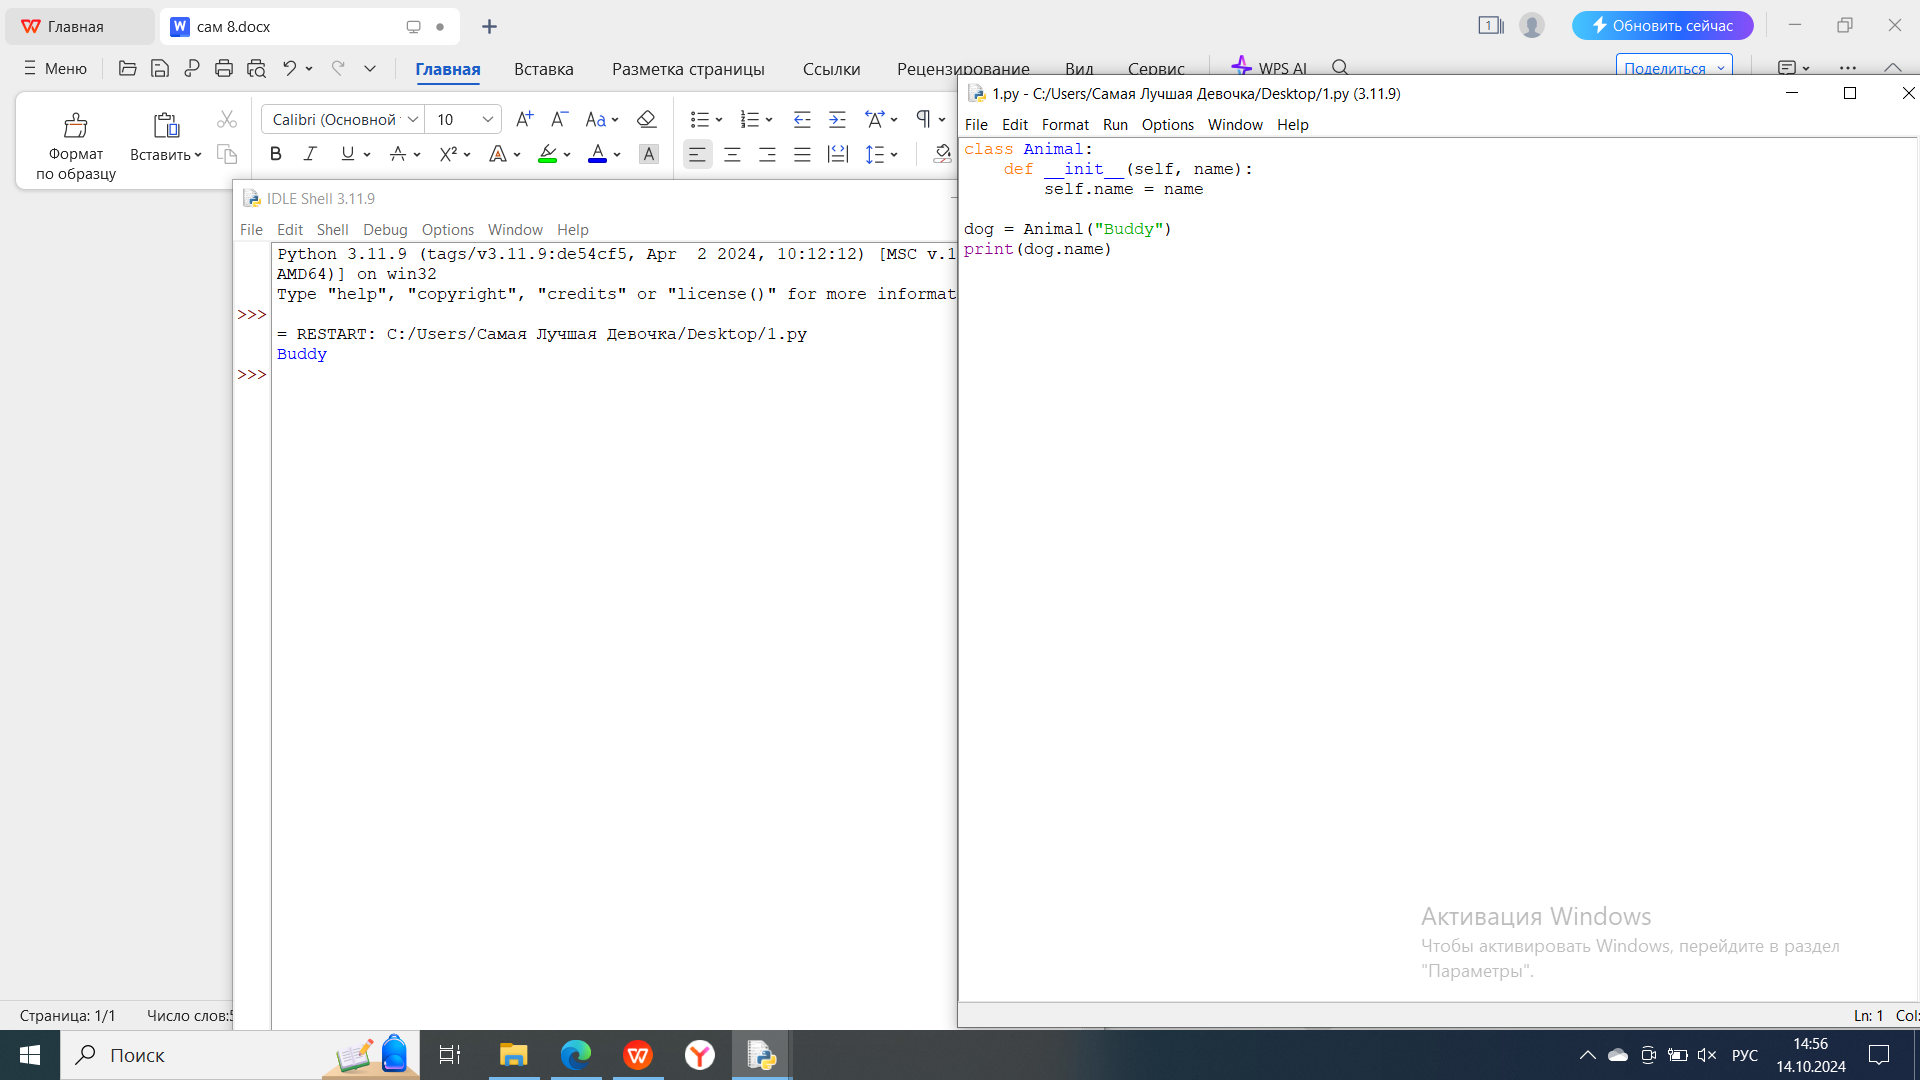 Главная
сам 8.docx
1
Обновить сейчас
Меню
Главная
Вставка
Разметка страницы
Ссылки
Рецензирование
Вид
Сервис
WPS AI
Поделиться
Формат
по образцу
Вставить
Calibri (Основной
10
1.py - C:/Users/Самая Лучшая Девочка/Desktop/1.py (3.11.9)
File Edit Format Run Options Window Help
class Animal:
    def __init__(self, name):
        self.name = name
dog = Animal("Buddy")
print(dog.name)
IDLE Shell 3.11.9
File Edit Shell Debug Options Window Help
Python 3.11.9 (tags/v3.11.9:de54cf5, Apr  2 2024, 10:12:12) [MSC v.1
AMD64)] on win32
Type "help", "copyright", "credits" or "license()" for more informat
>>>
= RESTART: C:/Users/Самая Лучшая Девочка/Desktop/1.py
Buddy
>>>
Активация Windows
Чтобы активировать Windows, перейдите в раздел
"Параметры".
Ln: 1 Col:
Страница: 1/1 Число слов:
Поиск
РУС
14:56
14.10.2024